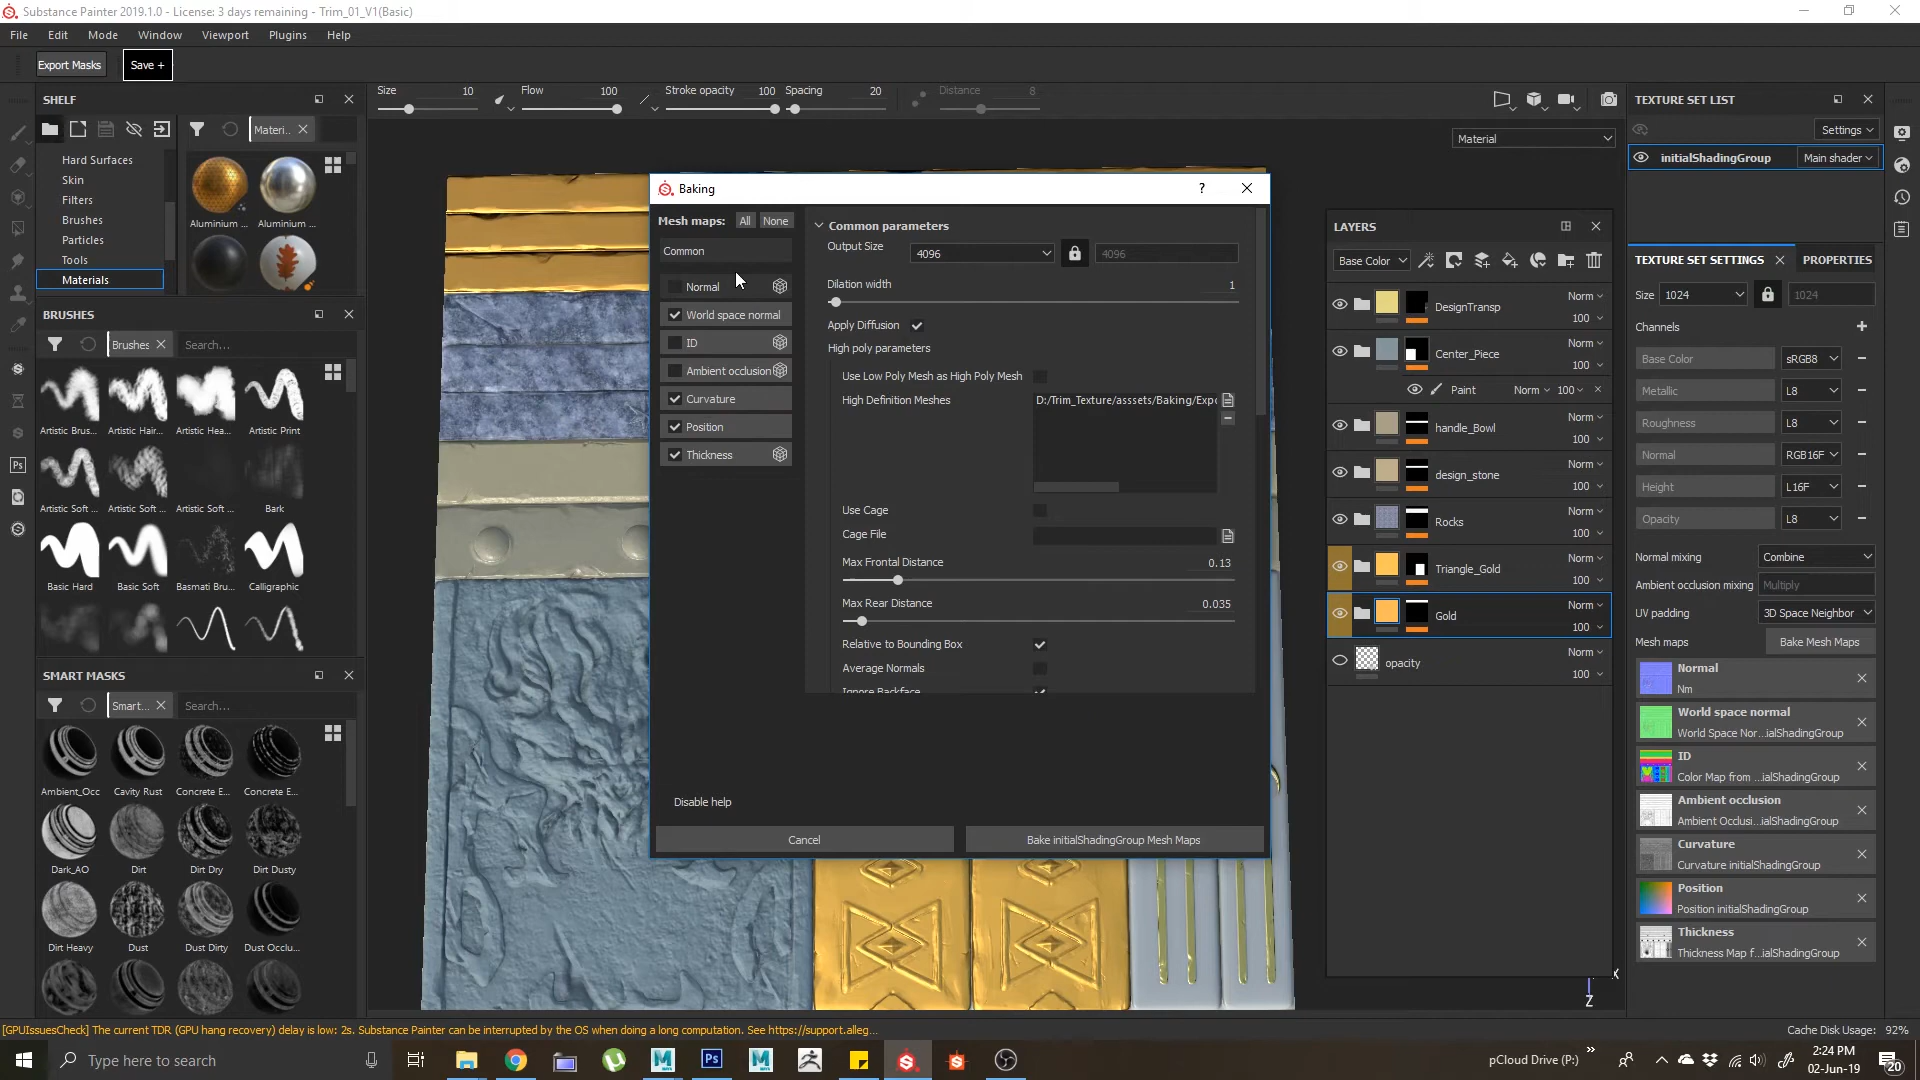 Substance Painter 2019.1.0 - License: 3 days remaining - Trim_01_V1(Basic)
File Edit Mode Window Viewport Plugins Help
Export Masks Save +
SHELF
Materi...
Hard Surfaces
Skin
Filters
Brushes
Particles
Tools
Materials
Aluminium ... Aluminium ...
BRUSHES
Brushes Search...
Artistic Brus... Artistic Hair... Artistic Hea... Artistic Print
Artistic Soft ... Artistic Soft ... Artistic Soft ... Bark
Basic Hard Basic Soft Basmati Bru... Calligraphic
SMART MASKS
Smart... Search...
Ambient_Occ Cavity Rust Concrete E... Concrete E...
Dark_AO Dirt Dirt Dry Dirt Dusty
Dirt Heavy Dust Dust Dirty Dust Occlu...
Size 10 Flow 100 Stroke opacity 100 Spacing 20 Distance 8
Material
Baking ?
Mesh maps: All None
Common
Normal
World space normal
ID
Ambient occlusion
Curvature
Position
Thickness
Common parameters
Output Size 4096 4096
Dilation width 1
Apply Diffusion
High poly parameters
Use Low Poly Mesh as High Poly Mesh
High Definition Meshes D:/Trim_Texture/asssets/Baking/Expo
Use Cage
Cage File
Max Frontal Distance 0.13
Max Rear Distance 0.035
Relative to Bounding Box
Average Normals
Ignore Backface
Disable help
Cancel Bake initialShadingGroup Mesh Maps
LAYERS
Base Color
DesignTransp Norm 100
Center_Piece Norm 100
Paint Norm 100
handle_Bowl Norm 100
design_stone Norm 100
Rocks Norm 100
Triangle_Gold Norm 100
Gold Norm 100
opacity Norm 100
X
Z
TEXTURE SET LIST
Settings
initialShadingGroup Main shader
TEXTURE SET SETTINGS PROPERTIES
Size 1024 1024
Channels
Base Color sRGB8
Metallic L8
Roughness L8
Normal RGB16F
Height L16F
Opacity L8
Normal mixing Combine
Ambient occlusion mixing Multiply
UV padding 3D Space Neighbor
Mesh maps Bake Mesh Maps
Normal
Nm
World space normal
World Space Nor...ialShadingGroup
ID
Color Map from ...ialShadingGroup
Ambient occlusion
Ambient Occlusi...ialShadingGroup
Curvature
Curvature initialShadingGroup
Position
Position initialShadingGroup
Thickness
Thickness Map f...ialShadingGroup
[GPUIssuesCheck] The current TDR (GPU hang recovery) delay is low: 2s. Substance Painter can be interrupted by the OS when doing a long computation. See https://support.alleg...
Cache Disk Usage: 92%
Type here to search
Ps
pCloud Drive (P:)
2:24 PM
02-Jun-19
20